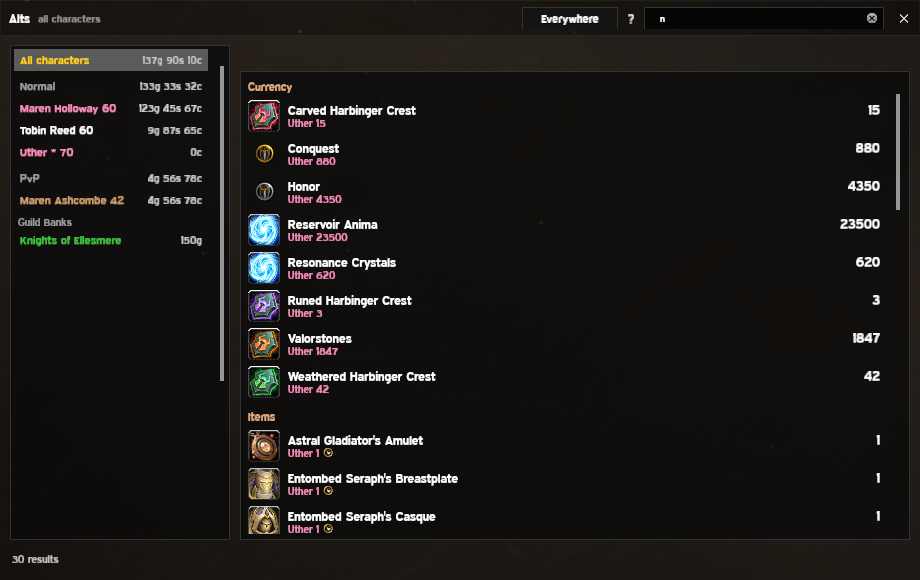 Alts all characters
Everywhere
?
n
All characters 137g 90s 10c
Normal 133g 33s 32c
Maren Holloway 60 123g 45s 67c
Tobin Reed 60 9g 87s 65c
Uther * 70 0c
PvP 4g 56s 78c
Maren Ashcombe 42 4g 56s 78c
Guild Banks
Knights of Ellesmere 150g
Currency
Carved Harbinger Crest 15
Uther 15
Conquest 880
Uther 880
Honor 4350
Uther 4350
Reservoir Anima 23500
Uther 23500
Resonance Crystals 620
Uther 620
Runed Harbinger Crest 3
Uther 3
Valorstones 1847
Uther 1847
Weathered Harbinger Crest 42
Uther 42
Items
Astral Gladiator's Amulet 1
Uther 1
Entombed Seraph's Breastplate 1
Uther 1
Entombed Seraph's Casque 1
Uther 1
30 results